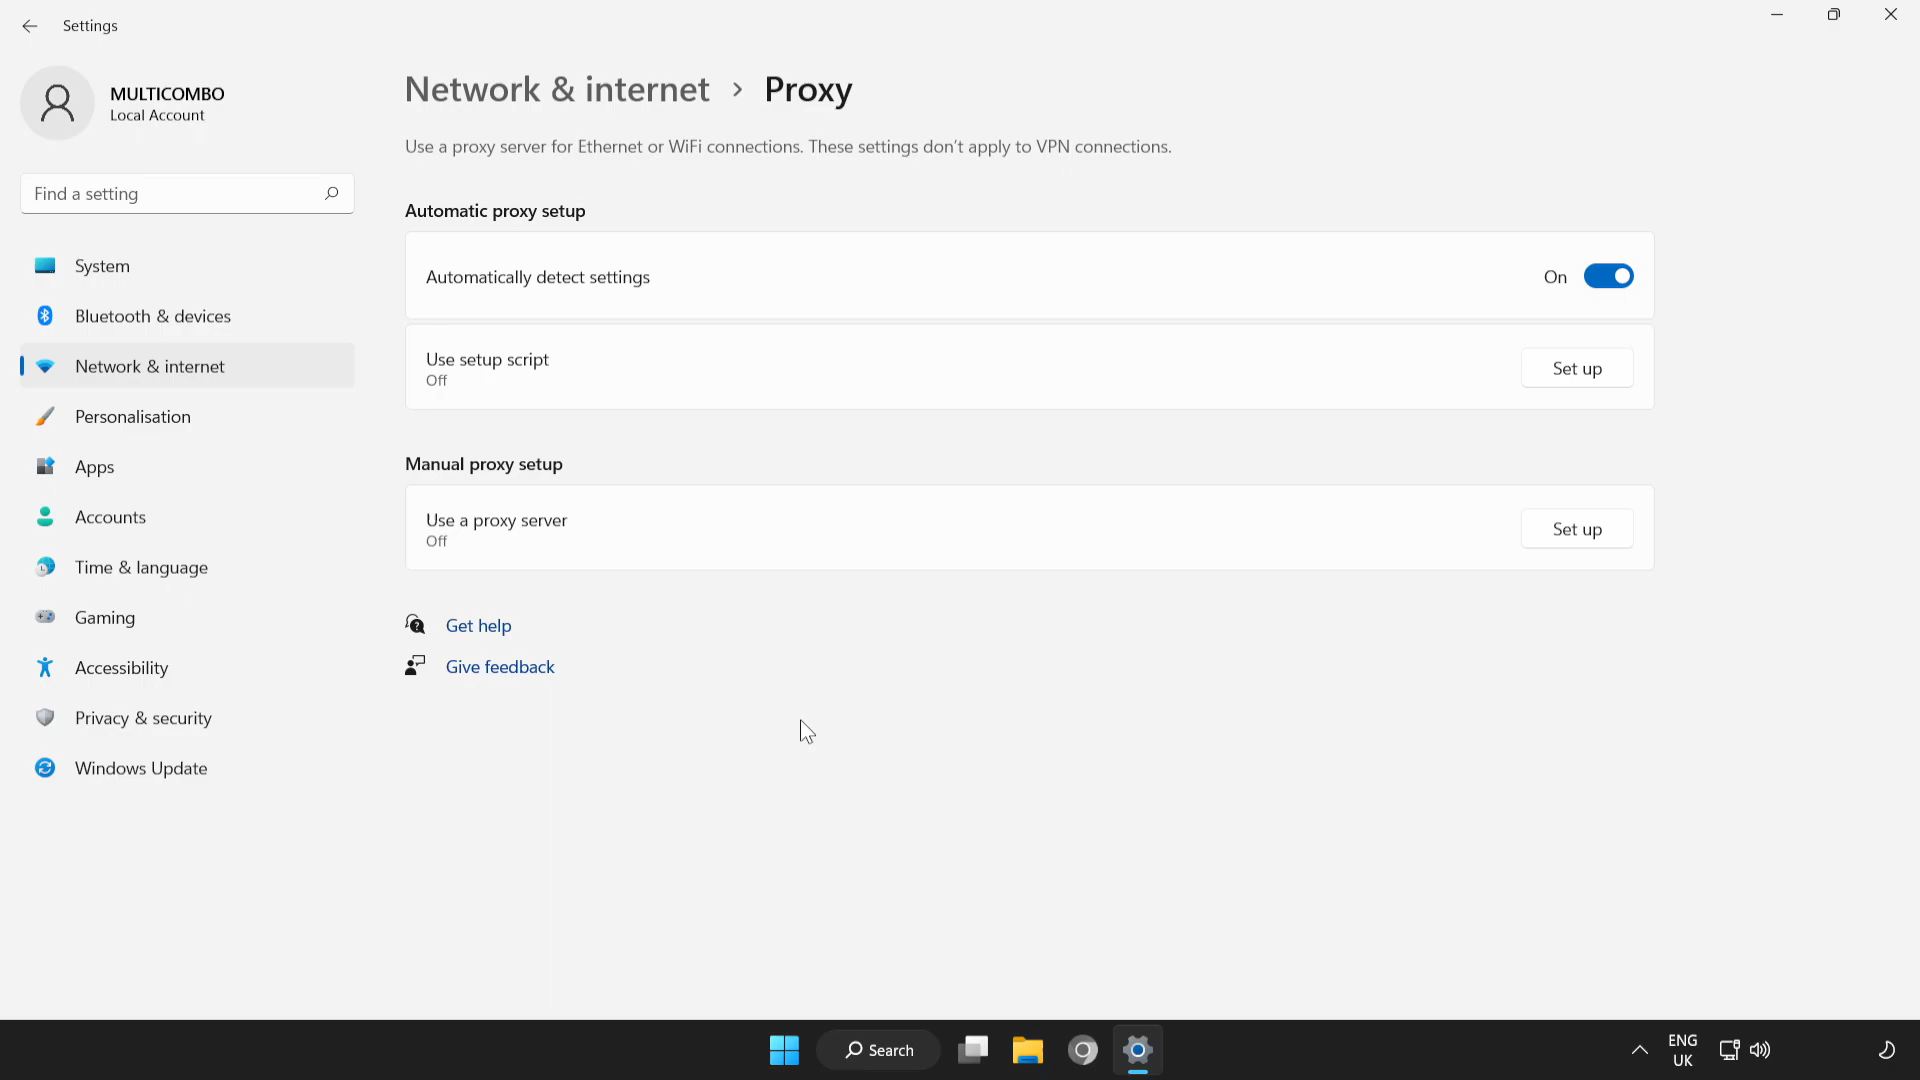 Settings
MULTICOMBO
Local Account
Find a setting
System
Bluetooth & devices
Network & internet
Personalisation
Apps
Accounts
Time & language
Gaming
Accessibility
Privacy & security
Windows Update
Network & internet > Proxy
Use a proxy server for Ethernet or WiFi connections. These settings don't apply to VPN connections.
Automatic proxy setup
Automatically detect settings
On
Use setup script
Off
Set up
Manual proxy setup
Use a proxy server
Off
Set up
Get help
Give feedback
Search
ENG
UK